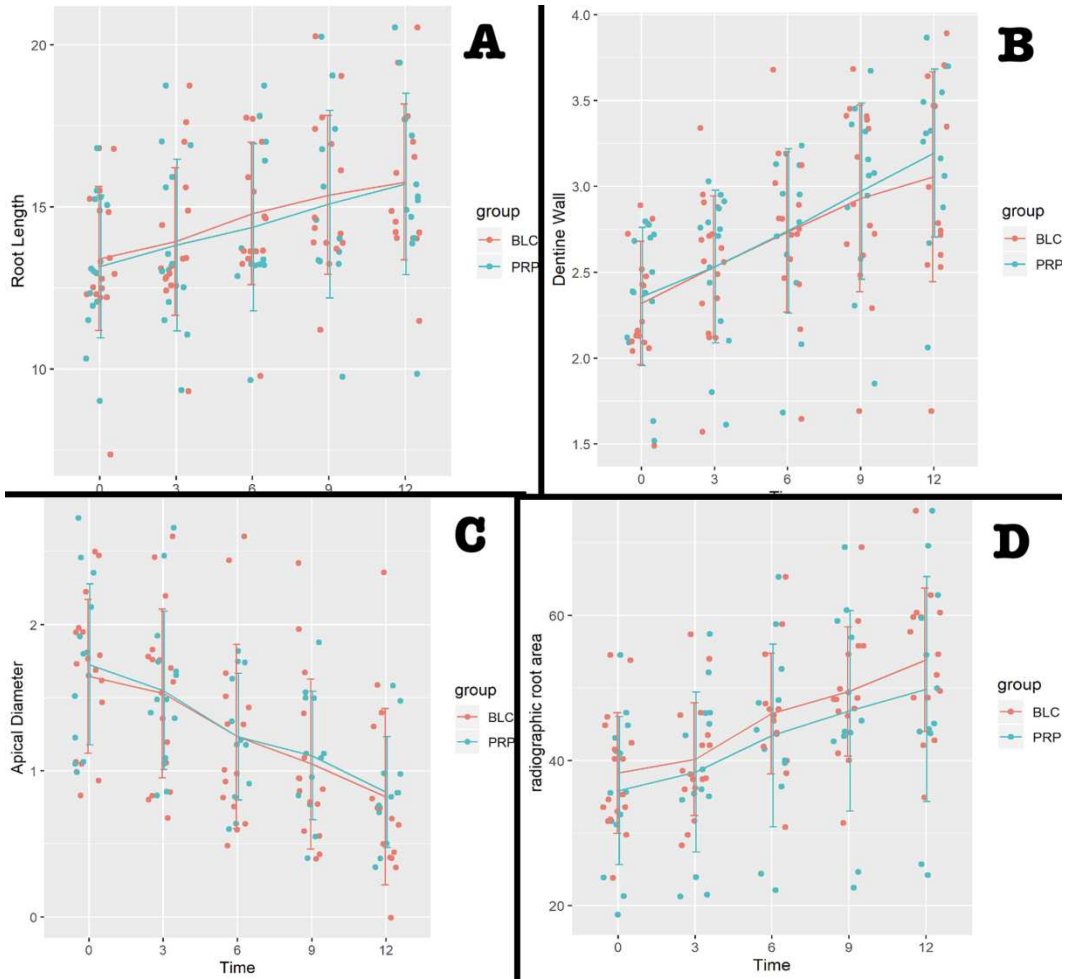 A
20
15
10
Root Length
0 3 6 9 12
group
BLC
PRP
B
4.0
3.5
3.0
2.5
2.0
1.5
Dentine Wall
0 3 6 9 12
group
BLC
PRP
C
2
1
0
Apical Diameter
0 3 6 9 12
Time
group
BLC
PRP
D
60
40
20
radiographic root area
0 3 6 9 12
Time
group
BLC
PRP